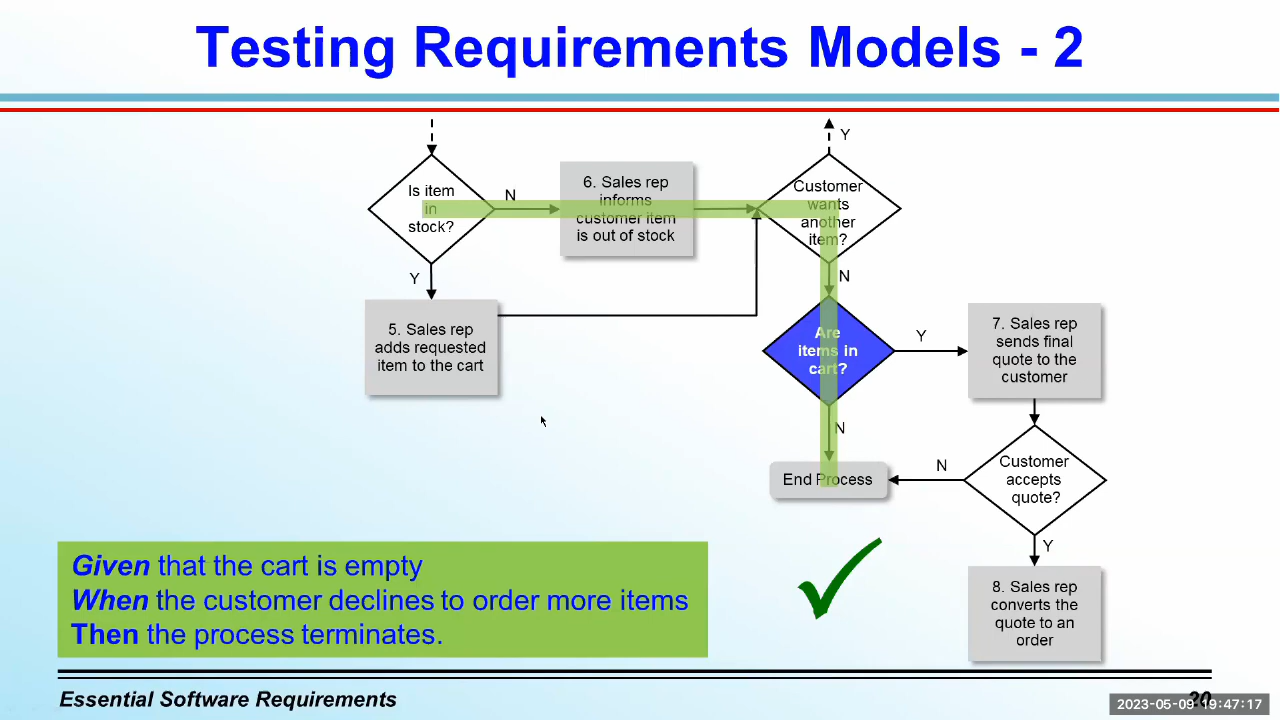 Testing Requirements Models - 2
Y
Is item
in
stock?
N
6. Sales rep
informs
customer item
is out of stock
Customer
wants
another
item?
Y
5. Sales rep
adds requested
item to the cart
N
Are
items in
cart?
Y
7. Sales rep
sends final
quote to the
customer
N
End Process
N
Customer
accepts
quote?
Y
8. Sales rep
converts the
quote to an
order
Given that the cart is empty
When the customer declines to order more items
Then the process terminates.
Essential Software Requirements
20
2023-05-09 19:47:17